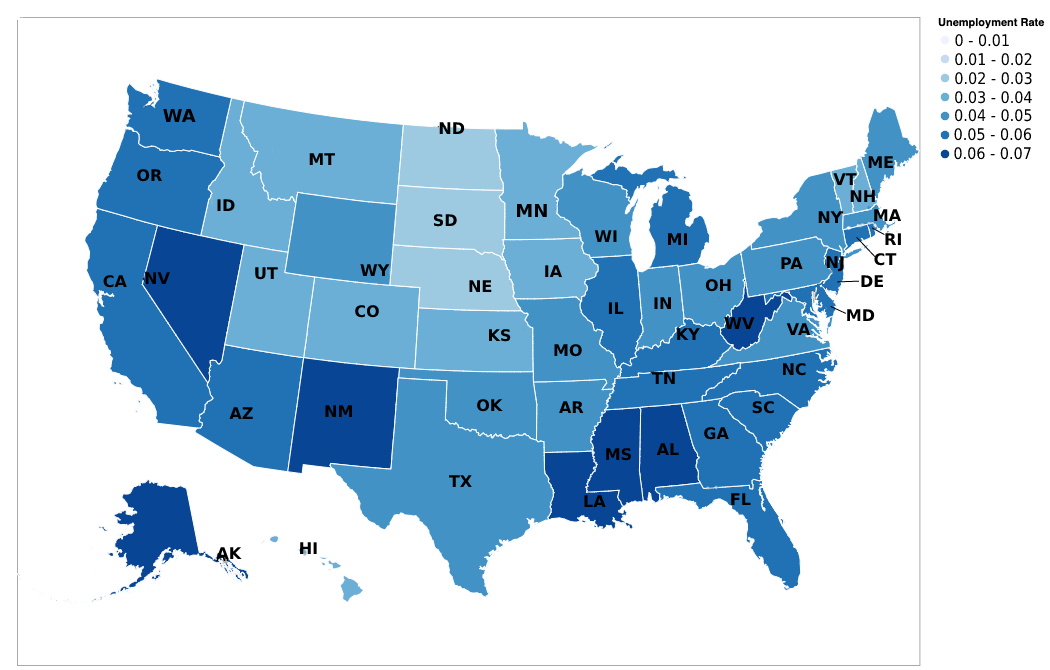 Unemployment Rate
0 - 0.01
0.01 - 0.02
0.02 - 0.03
0.03 - 0.04
0.04 - 0.05
0.05 - 0.06
0.06 - 0.07
WA
ND
MT
OR
ID
MN
SD
WI
MI
ME
VT
NH
NY
MA
RI
CT
CA
NV
UT
WY
NE
IA
IL
IN
OH
PA
NJ
DE
MD
CO
KS
MO
KY
WV
VA
AZ
NM
OK
AR
TN
NC
SC
TX
LA
MS
AL
GA
FL
AK
HI